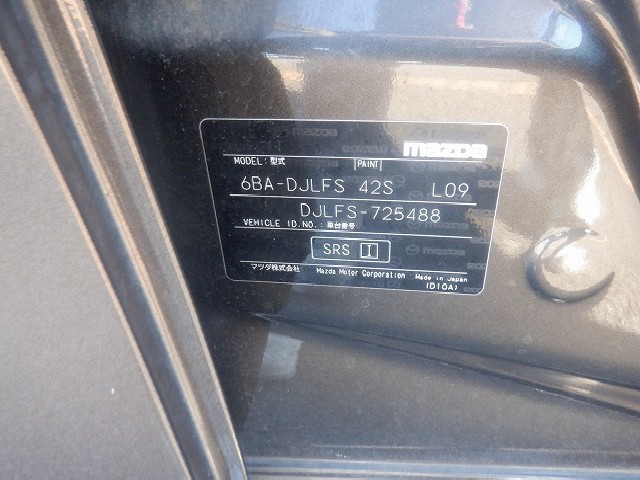 mazda
MODEL: 型式 PAINT
6BA-DJLFS 42S L09
DJLFS-725488
VEHICLE ID.NO.: 車台番号
SRS
マツダ株式会社 Mazda Motor Corporation Made in Japan
(D10A)